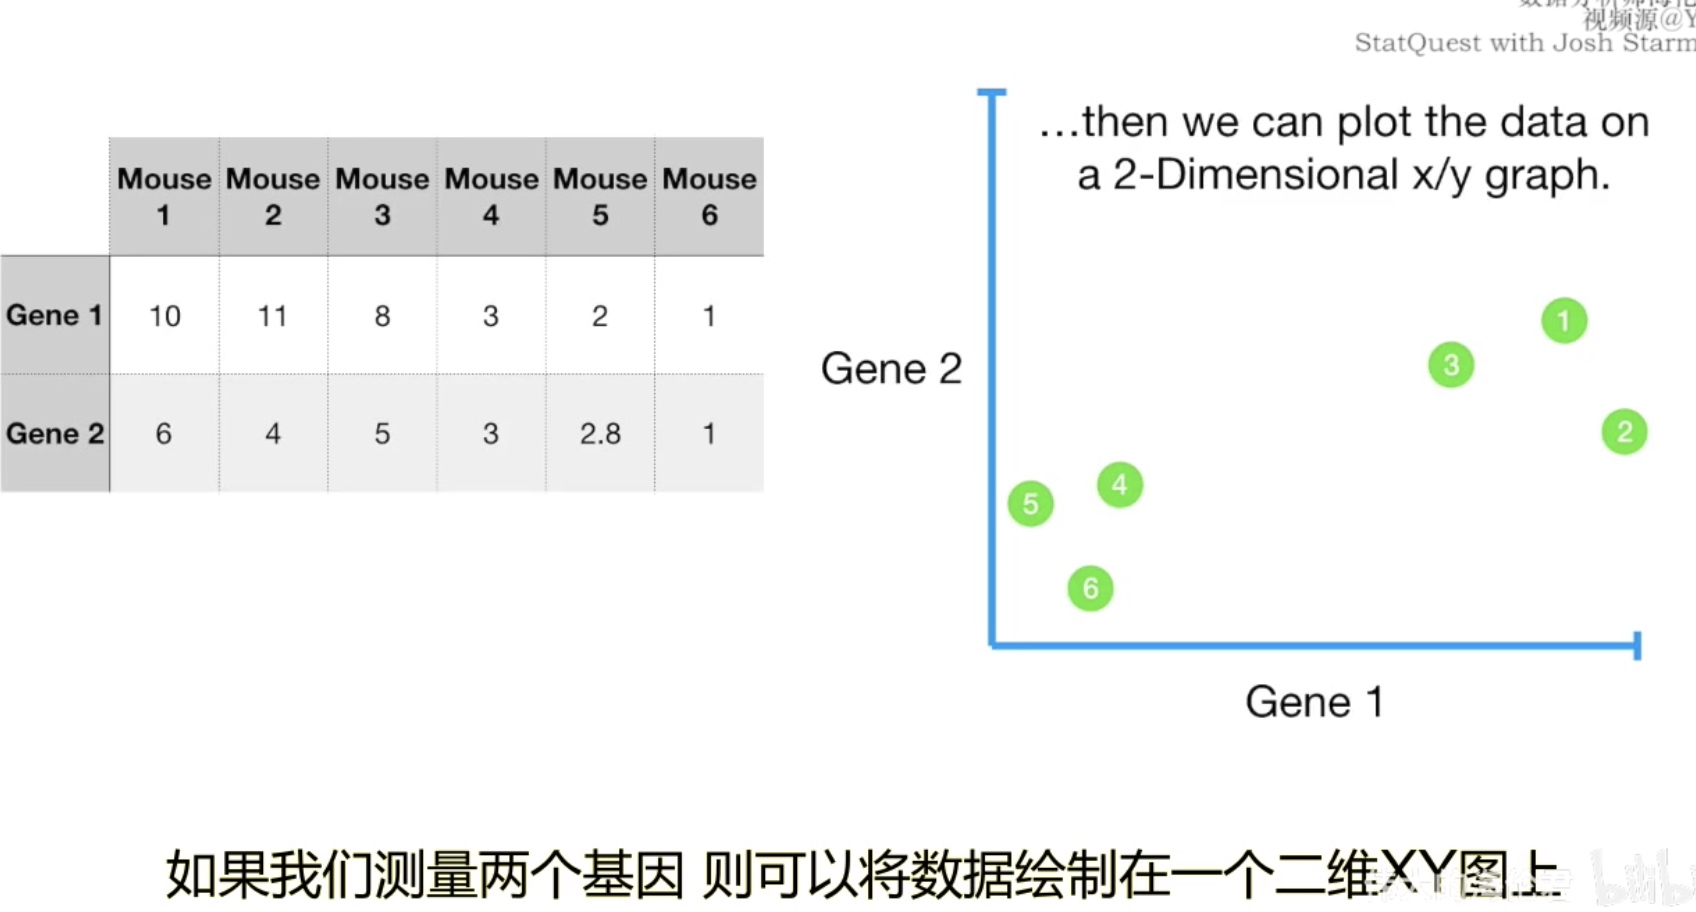 视频源@Y
StatQuest with Josh Starm
…then we can plot the data on
a 2-Dimensional x/y graph.
Mouse 1 Mouse 2 Mouse 3 Mouse 4 Mouse 5 Mouse 6
Gene 1 10 11 8 3 2 1
Gene 2 6 4 5 3 2.8 1
Gene 2
1
3
2
4
5
6
Gene 1
如果我们测量两个基因 则可以将数据绘制在一个二维XY图上
bilibili